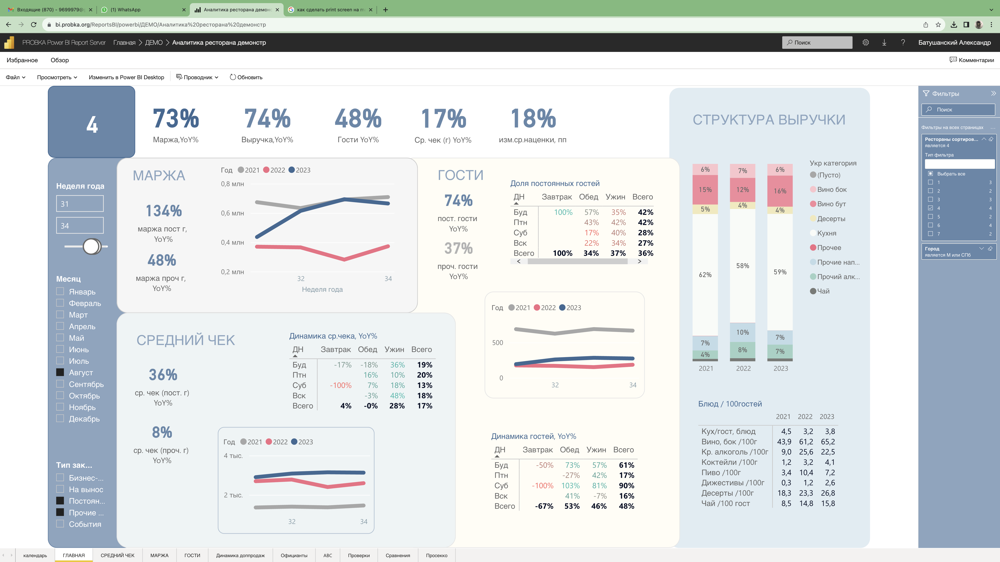 Входящие (870) - 9699979@g
(1) WhatsApp
Аналитика ресторана демонс
как сделать print screen на m
bi.probka.org/ReportsBI/powerbi/ДЕМО/Аналитика%20ресторана%20демонстр
PROBKA Power BI Report Server
Главная > ДЕМО > Аналитика ресторана демонстр
Поиск
?
Батушанский Александр
Избранное
Обзор
Комментарии
Файл
Просмотреть
Изменить в Power BI Desktop
Проводник
Обновить
4
73%
Маржа,YoY%
74%
Выручка,YoY%
48%
Гости YoY%
17%
Ср. чек (г) YoY%
18%
изм.ср.наценки, пп
Неделя года
31
34
Месяц
Январь
Февраль
Март
Апрель
Май
Июнь
Июль
Август
Сентябрь
Октябрь
Ноябрь
Декабрь
Тип зак...
Бизнес-...
На вынос
Постоян...
Прочие ...
События
МАРЖА
134%
маржа пост г,
YoY%
48%
маржа проч г,
YoY%
Год 2021 2022 2023
0,8 млн
0,6 млн
0,4 млн
0,2 млн
32 34
Неделя года
СРЕДНИЙ ЧЕК
36%
ср. чек (пост. г)
YoY%
8%
ср. чек (проч. г)
YoY%
Динамика ср.чека, YoY%
ДН Завтрак Обед Ужин Всего
Буд -17% -18% 36% 19%
Птн 16% 10% 20%
Суб -100% 7% 18% 13%
Вск -3% 48% 18%
Всего 4% -0% 28% 17%
Год 2021 2022 2023
4 тыс.
2 тыс.
32 34
ГОСТИ
74%
пост. гости
YoY%
37%
проч. гости
YoY%
Доля постоянных гостей
ДН Завтрак Обед Ужин Всего
Буд 100% 57% 35% 42%
Птн 43% 42% 42%
Суб 17% 40% 28%
Вск 22% 34% 27%
Всего 100% 34% 37% 36%
Год 2021 2022 2023
500
0
32 34
Динамика гостей, YoY%
ДН Завтрак Обед Ужин Всего
Буд -50% 73% 57% 61%
Птн -27% 42% 17%
Суб -100% 103% 81% 90%
Вск 41% -7% 16%
Всего -67% 53% 46% 48%
СТРУКТУРА ВЫРУЧКИ
6% 7% 6%
15% 12% 16%
5% 4% 4%
62% 58% 59%
7% 10% 7%
4% 8% 7%
2021 2022 2023
Укр категория
(Пусто)
Вино бок
Вино бут
Десерты
Кухня
Прочее
Прочие нап...
Прочий алк...
Чай
Блюд / 100гостей
2021 2022 2023
Кух/гост, блюд 4,5 3,2 3,8
Вино, бок /100г 43,9 61,2 65,2
Кр. алкоголь /100г 9,0 25,6 22,5
Коктейли /100г 1,2 3,2 4,1
Пиво /100г 3,4 10,4 7,2
Дижестивы /100г 0,3 1,2 2,6
Десерты /100г 18,3 23,3 26,8
Чай /100 гост 8,5 14,8 15,8
Фильтры
Поиск
Фильтры на всех страницах ...
Рестораны сортиров...
является 4
Тип фильтра
Выбрать все
1 3
2 2
3 3
4 4
5 2
6 4
7 2
Город
является М или СПб
календарь
ГЛАВНАЯ
СРЕДНИЙ ЧЕК
МАРЖА
ГОСТИ
Динамика доппродаж
Официанты
ABC
Проверки
Сравнения
Просекко